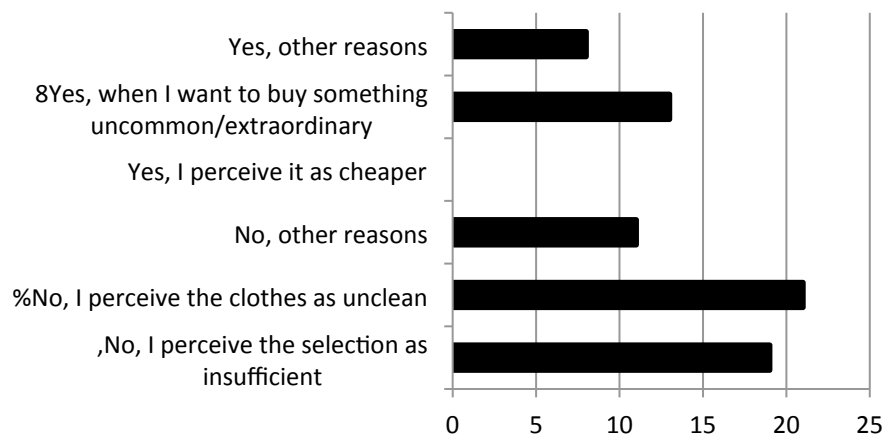 Yes, other reasons
8Yes, when I want to buy something
uncommon/extraordinary
Yes, I perceive it as cheaper
No, other reasons
%No, I perceive the clothes as unclean
,No, I perceive the selection as
insufficient
0 5 10 15 20 25